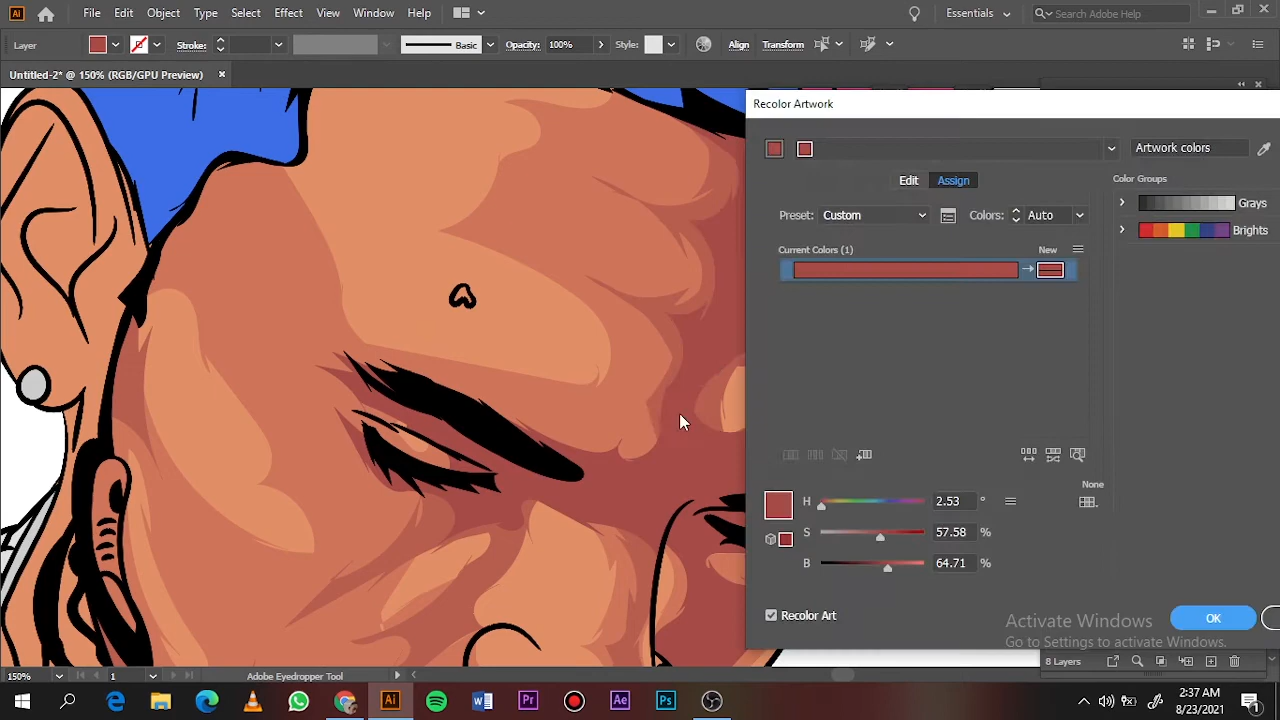 Ai File Edit Object Type Select Effect View Window Help Essentials Search Adobe Help
Layer Stroke: Basic Opacity: 100% Style: Align Transform
Untitled-2* @ 150% (RGB/GPU Preview)
Recolor Artwork
Artwork colors
Edit Assign Color Groups
Preset: Custom Colors: Auto Grays
Brights
Current Colors (1) New
None
H 2.53 °
S 57.58 %
B 64.71 %
Recolor Art OK
Activate Windows
Go to Settings to activate Windows.
8 Layers
150% 1 Adobe Eyedropper Tool
Ai Pr Ae Ps
2:37 AM
8/23/2021